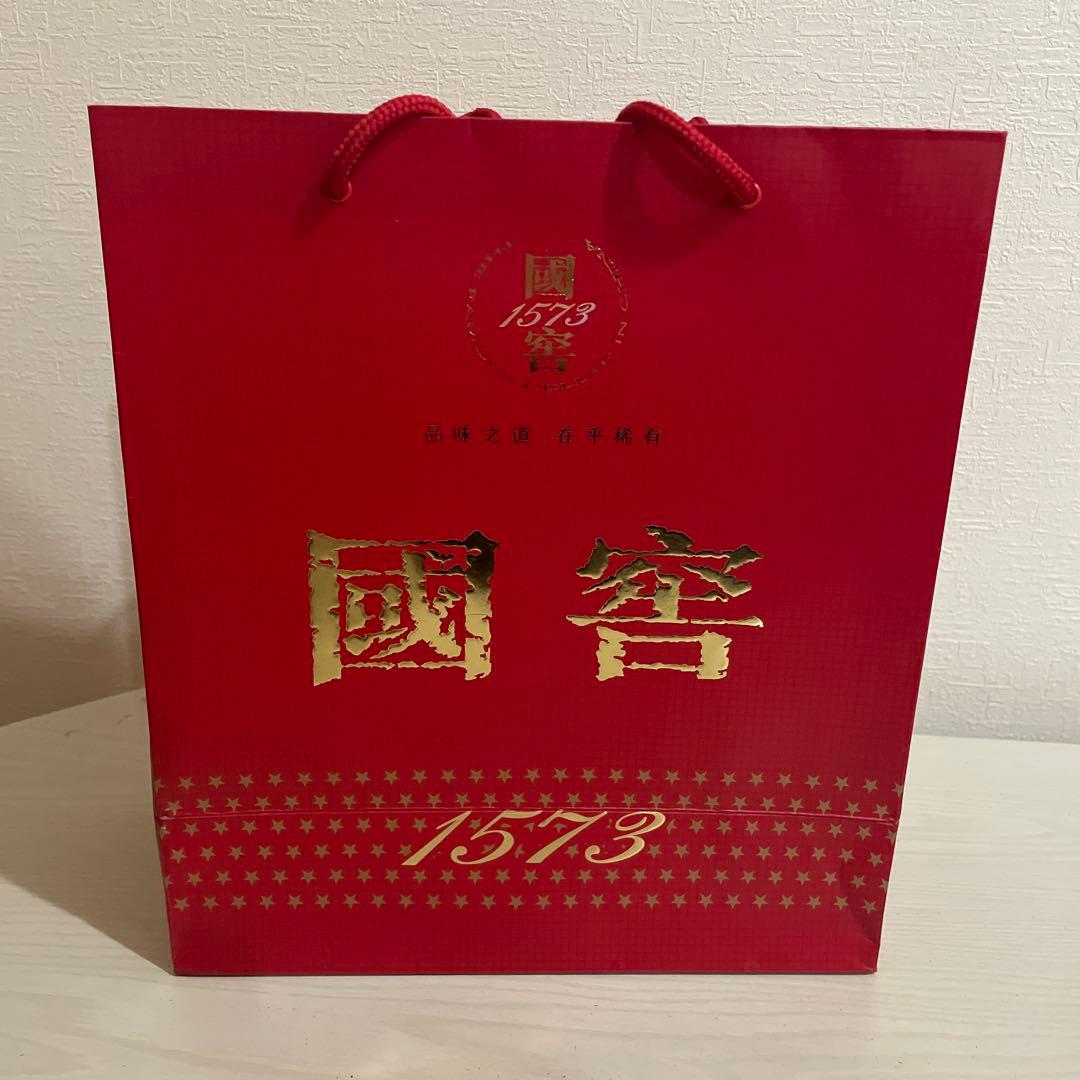 國
1573
窖
品味之道 在乎稀有
國窖
1573